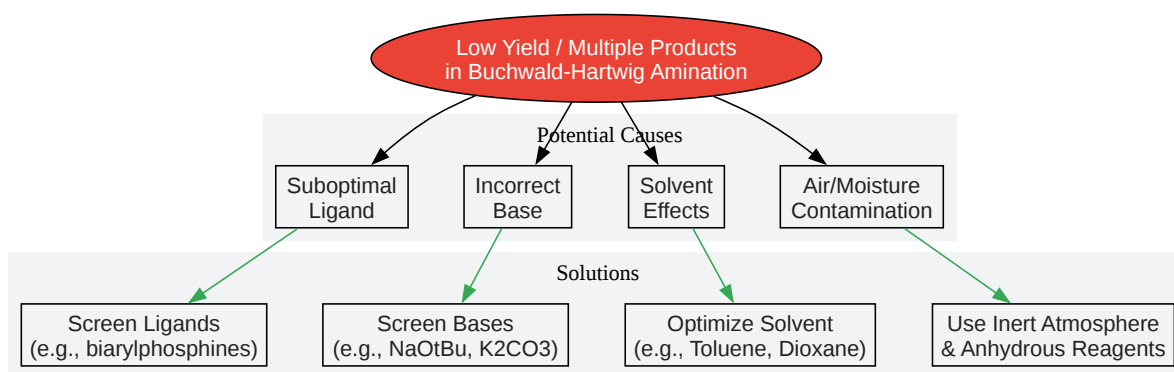 Low Yield / Multiple Products
in Buchwald-Hartwig Amination
Potential Causes
Suboptimal
Ligand
Incorrect
Base
Solvent
Effects
Air/Moisture
Contamination
Solutions
Screen Ligands
(e.g., biarylphosphines)
Screen Bases
(e.g., NaOtBu, K2CO3)
Optimize Solvent
(e.g., Toluene, Dioxane)
Use Inert Atmosphere
& Anhydrous Reagents